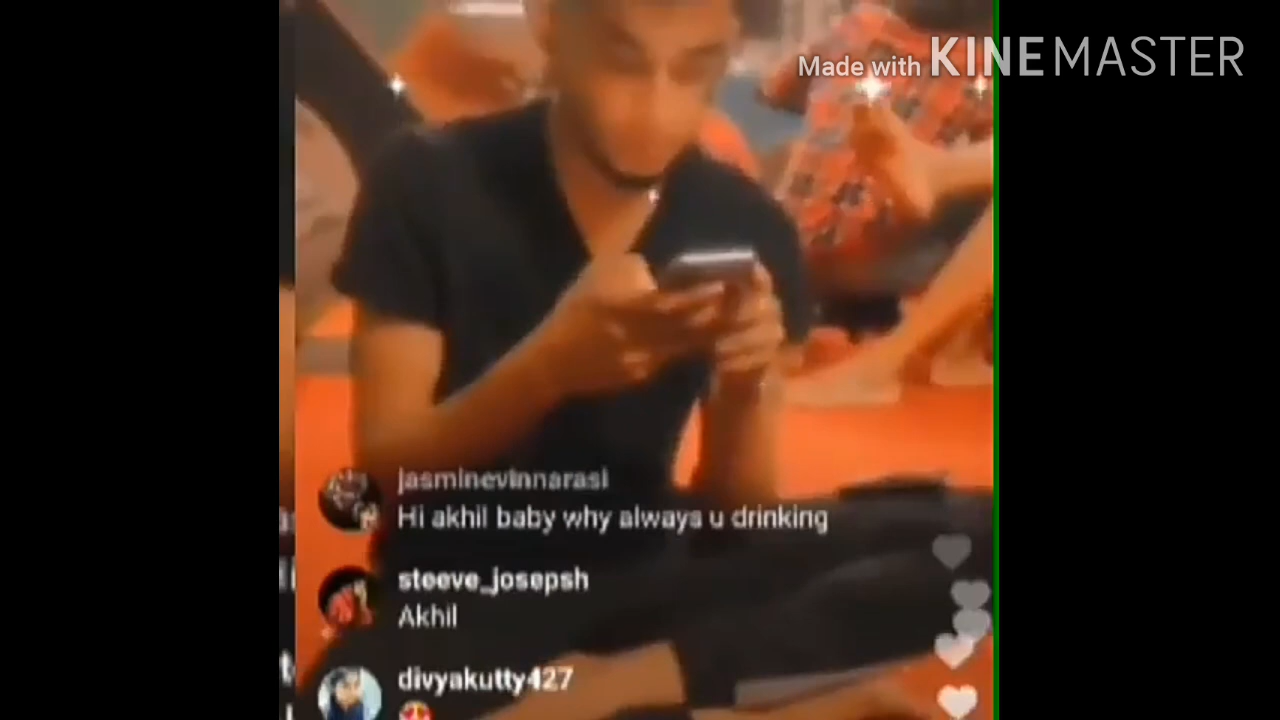 Made with KINEMASTER
jasminevinnarasi
Hi akhil baby why always u drinking
steeve_josepsh
Akhil
divyakutty427
😍